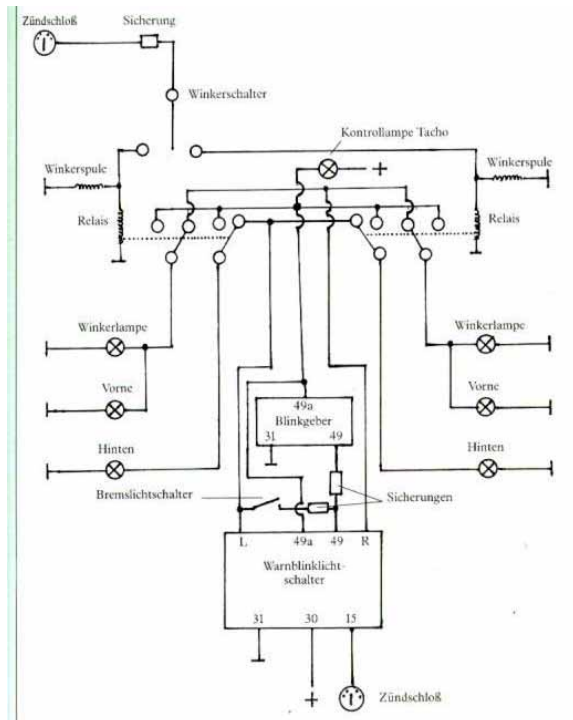 Zündschloß
Sicherung
Winkerschalter
Kontrollampe Tacho
+
Winkerspule
Winkerspule
Relais
Relais
Winkerlampe
Winkerlampe
Vorne
Vorne
49a
Blinkgeber
31 49
Hinten
Hinten
Bremslichtschalter
Sicherungen
L 49a 49 R
Warnblinklicht-
schalter
31 30 15
+
Zündschloß